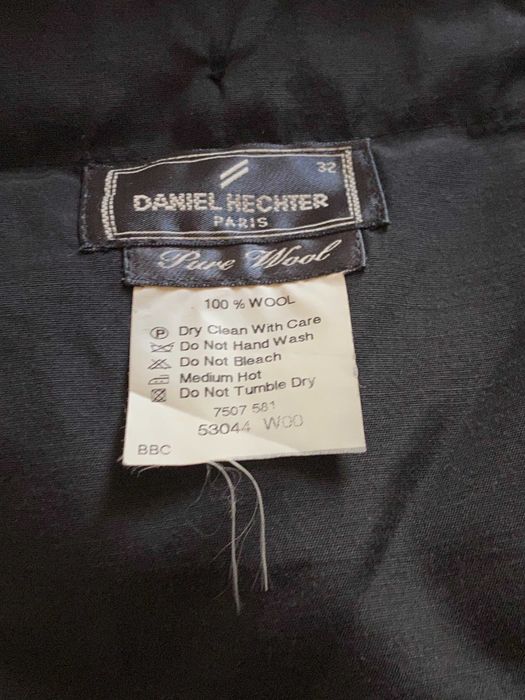 32
DANIEL HECHTER
PARIS
Pure Wool
100 % WOOL
P Dry Clean With Care
Do Not Hand Wash
Do Not Bleach
Medium Hot
Do Not Tumble Dry
7507 581
53044 WOO
BBC